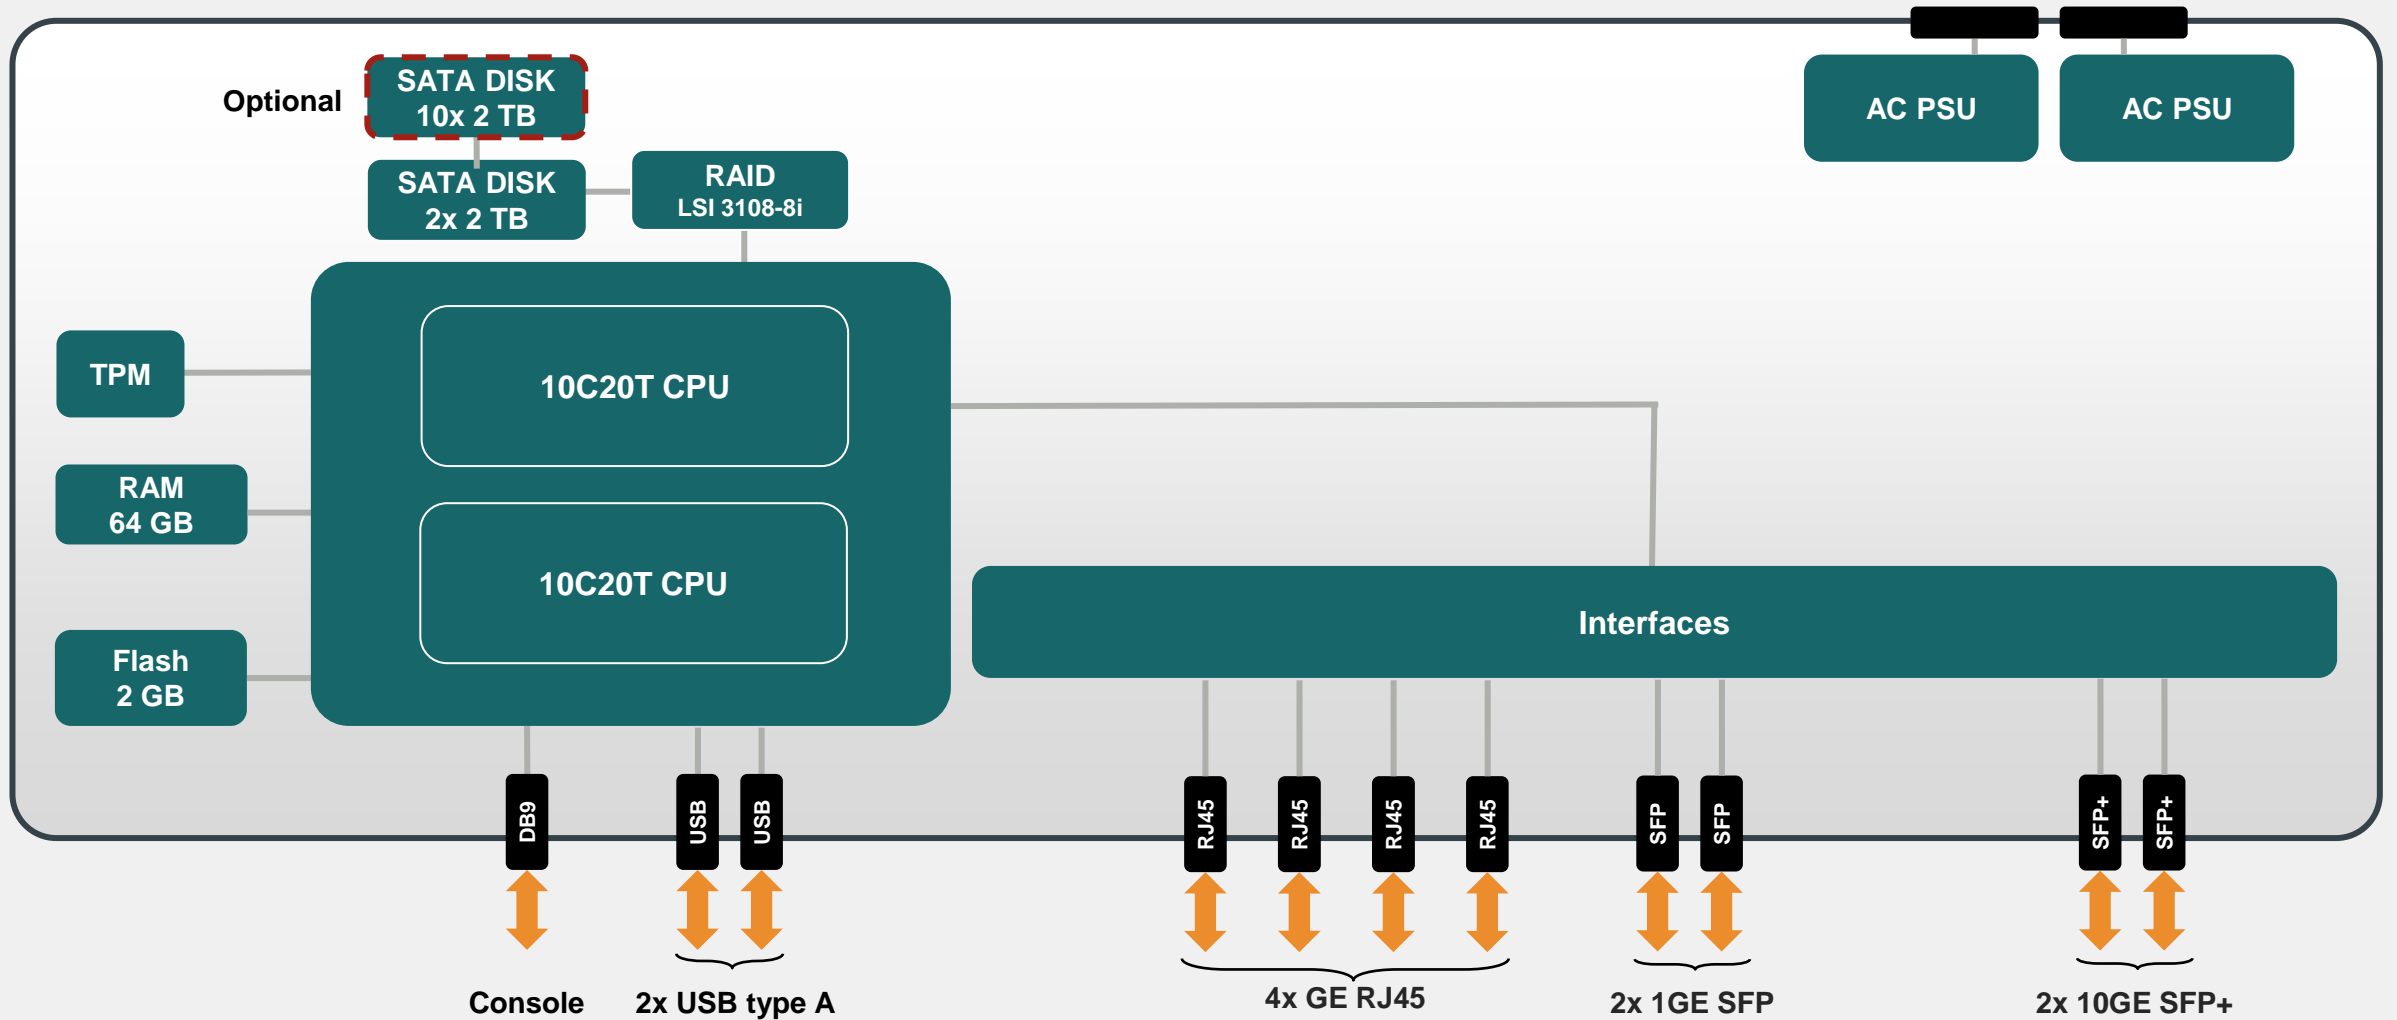 Optional
SATA DISK
10x 2 TB
AC PSU
AC PSU
SATA DISK
2x 2 TB
RAID
LSI 3108-8i
TPM
10C20T CPU
RAM
64 GB
10C20T CPU
Interfaces
Flash
2 GB
DB9
USB
USB
RJ45
RJ45
RJ45
RJ45
SFP
SFP
SFP+
SFP+
Console
2x USB type A
4x GE RJ45
2x 1GE SFP
2x 10GE SFP+